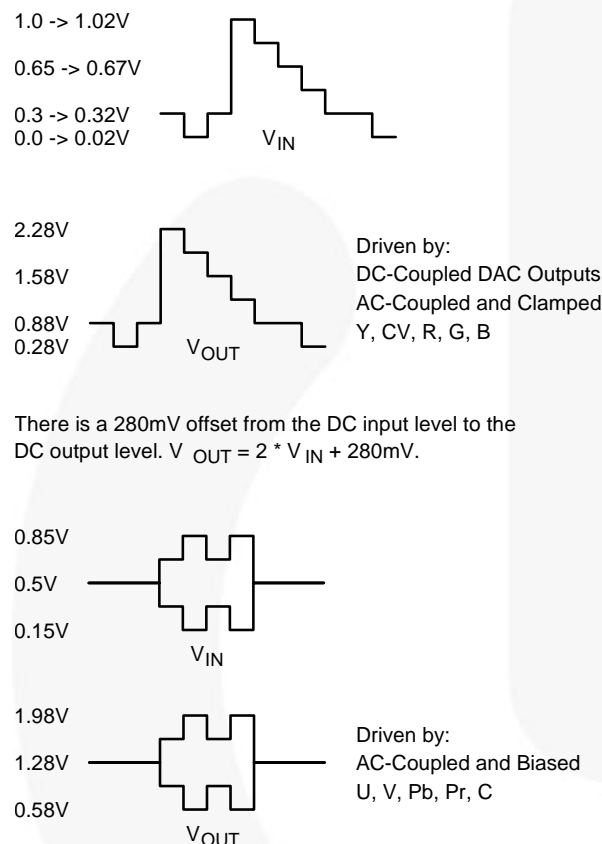 1.0 -> 1.02V
0.65 -> 0.67V
0.3 -> 0.32V
0.0 -> 0.02V
VIN
2.28V
1.58V
0.88V
0.28V
VOUT
Driven by:
DC-Coupled DAC Outputs
AC-Coupled and Clamped
Y, CV, R, G, B
There is a 280mV offset from the DC input level to the
DC output level. V OUT = 2 * V IN + 280mV.
0.85V
0.5V
0.15V
VIN
1.98V
1.28V
0.58V
VOUT
Driven by:
AC-Coupled and Biased
U, V, Pb, Pr, C